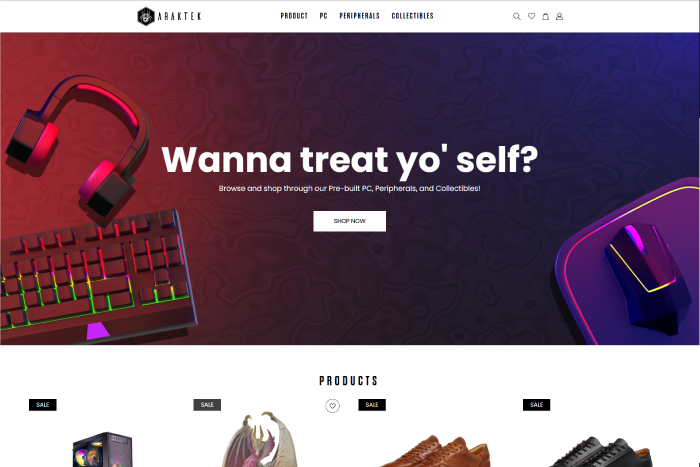 ARAKTEK
PRODUCT PC PERIPHERALS COLLECTIBLES
Wanna treat yo' self?
Browse and shop through our Pre-built PC, Peripherals, and Collectibles!
SHOP NOW
PRODUCTS
SALE SALE SALE SALE